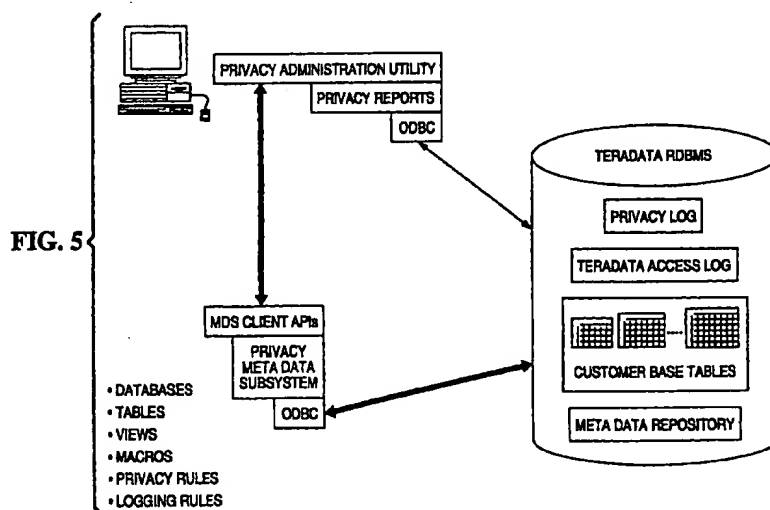 PRIVACY ADMINISTRATION UTILITY
PRIVACY REPORTS
ODBC
TERADATA RDBMS
PRIVACY LOG
TERADATA ACCESS LOG
CUSTOMER BASE TABLES
META DATA REPOSITORY
FIG. 5
MDS CLIENT APIs
PRIVACY
META DATA
SUBSYSTEM
ODBC
• DATABASES
• TABLES
• VIEWS
• MACROS
• PRIVACY RULES
• LOGGING RULES